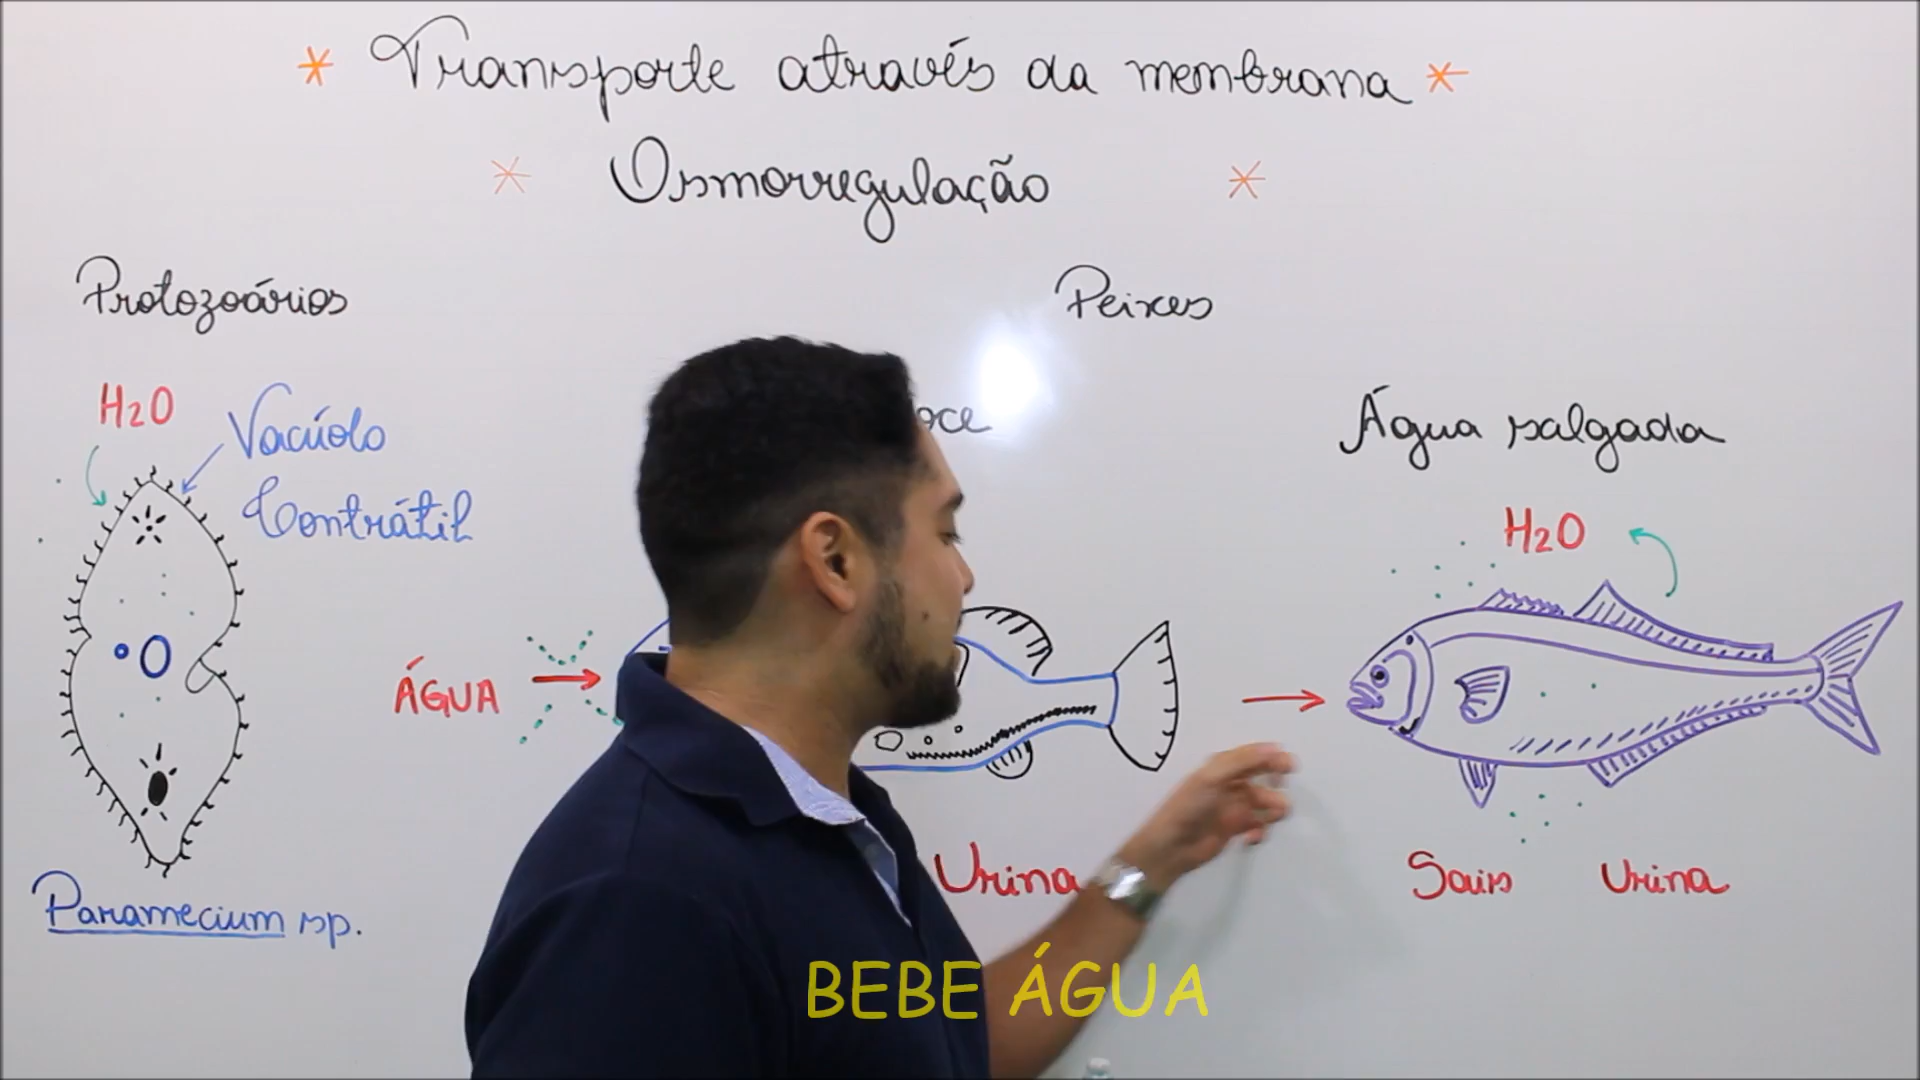 * Transporte através da membrana *
* Osmorregulação *
Protozoários
Peixes
H2O
Vacúolo
Contrátil
Água salgada
H2O
ÁGUA
Urina
Sais Urina
Paramecium sp.
BEBE ÁGUA